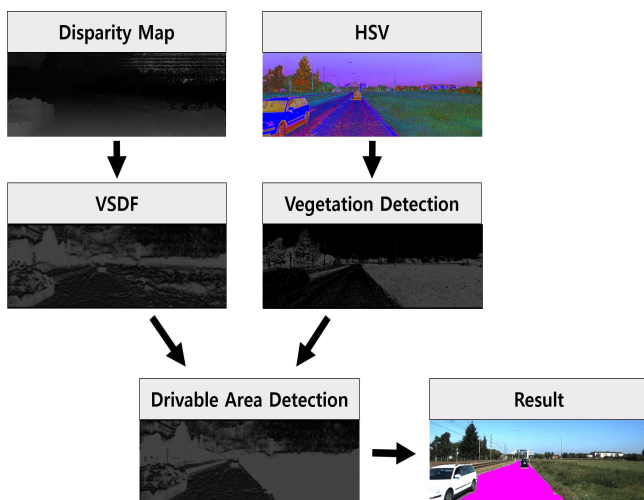 Disparity Map
HSV
VSDF
Vegetation Detection
Drivable Area Detection
Result